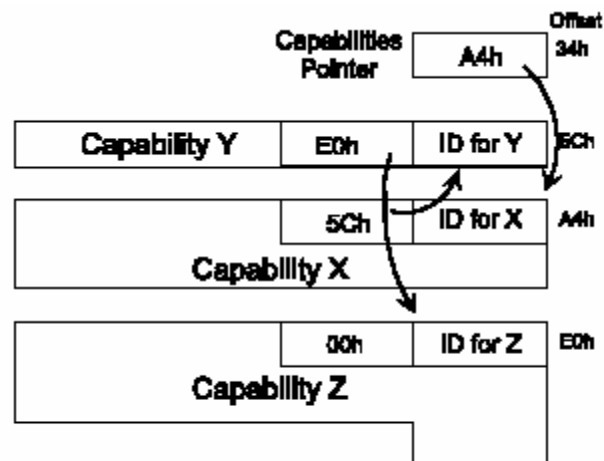 Offset
Capabilities
Pointer
A4h
34h
Capability Y
E0h
ID for Y
5Ch
5Ch
ID for X
A4h
Capability X
00h
ID for Z
E0h
Capability Z